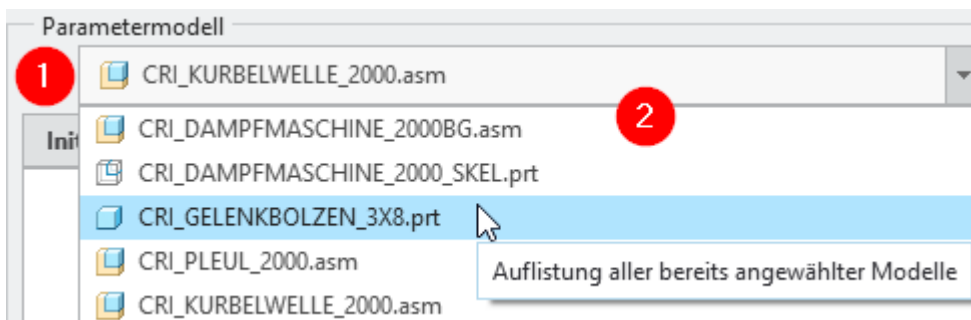 Parametermodell
1
CRI_KURBELWELLE_2000.asm
2
CRI_DAMPFMASCHINE_2000BG.asm
Init
CRI_DAMPFMASCHINE_2000_SKEL.prt
CRI_GELENKBOLZEN_3X8.prt
CRI_PLEUL_2000.asm
Auflistung aller bereits angewählter Modelle
CRI_KURBELWELLE_2000.asm